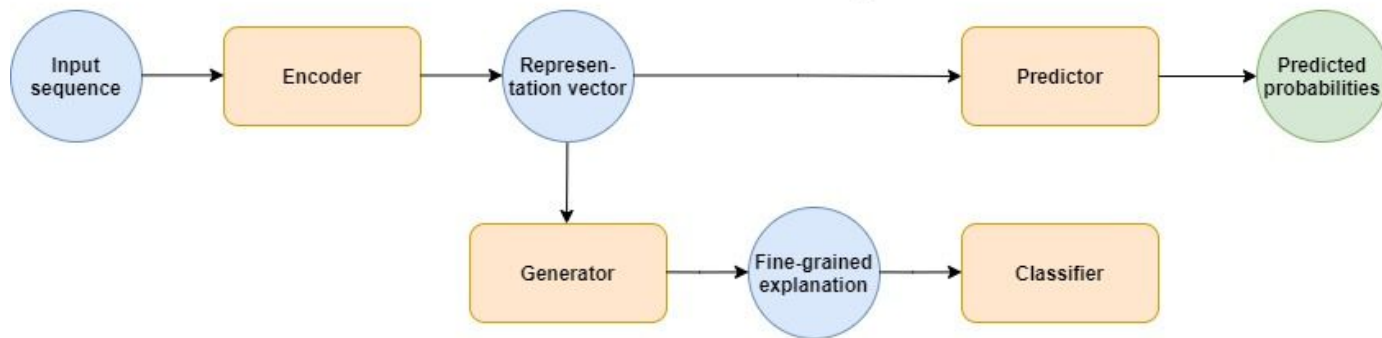 Input
sequence
Encoder
Represen-
tation vector
Predictor
Predicted
probabilities
Generator
Fine-grained
explanation
Classifier